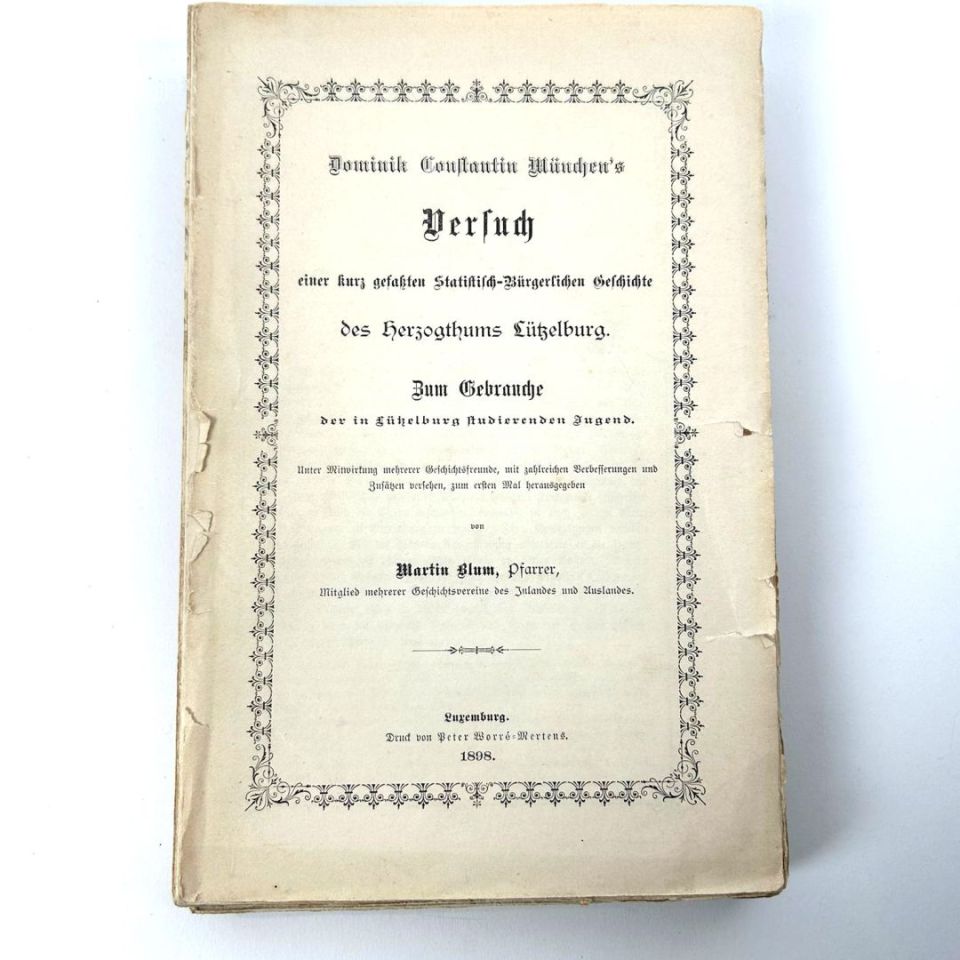 Dominik Constantin München's
Versuch
einer kurz gefaßten Statistisch-Bürgerlichen Geschichte
des Herzogthums Lützelburg.
Zum Gebrauche
der in Lützelburg studierenden Jugend.
Unter Mitwirkung mehrerer Geschichtsfreunde, mit zahlreichen Verbesserungen und
Zusätzen versehen, zum ersten Mal herausgegeben
von
Martin Blum, Pfarrer,
Mitglied mehrerer Geschichtsvereine des Inlandes und Auslandes.
Luxemburg.
Druck von Peter Worré-Mertens.
1898.